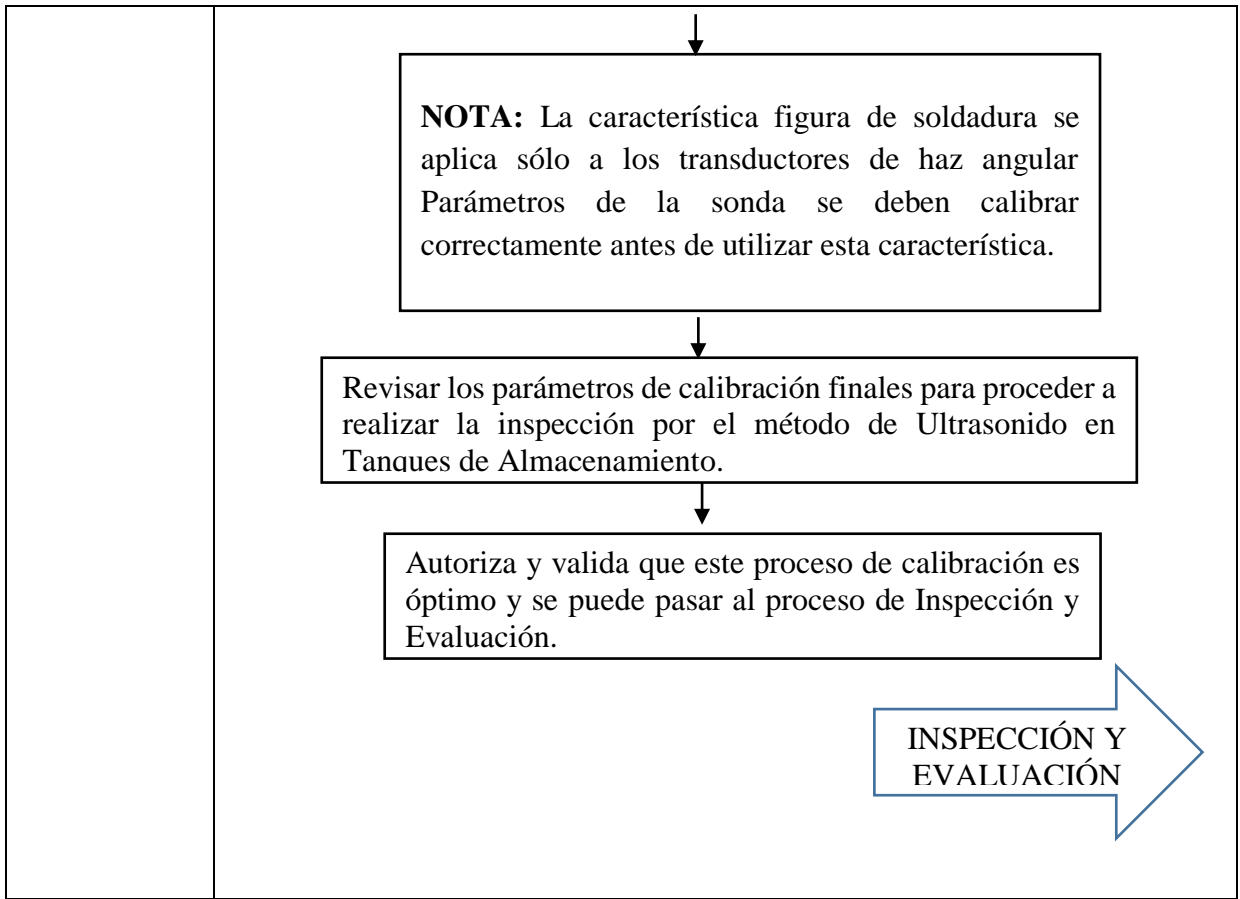 NOTA: La característica figura de soldadura se
aplica sólo a los transductores de haz angular
Parámetros de la sonda se deben calibrar
correctamente antes de utilizar esta característica.
Revisar los parámetros de calibración finales para proceder a
realizar la inspección por el método de Ultrasonido en
Tanques de Almacenamiento.
Autoriza y valida que este proceso de calibración es
óptimo y se puede pasar al proceso de Inspección y
Evaluación.
INSPECCIÓN Y
EVALUACIÓN